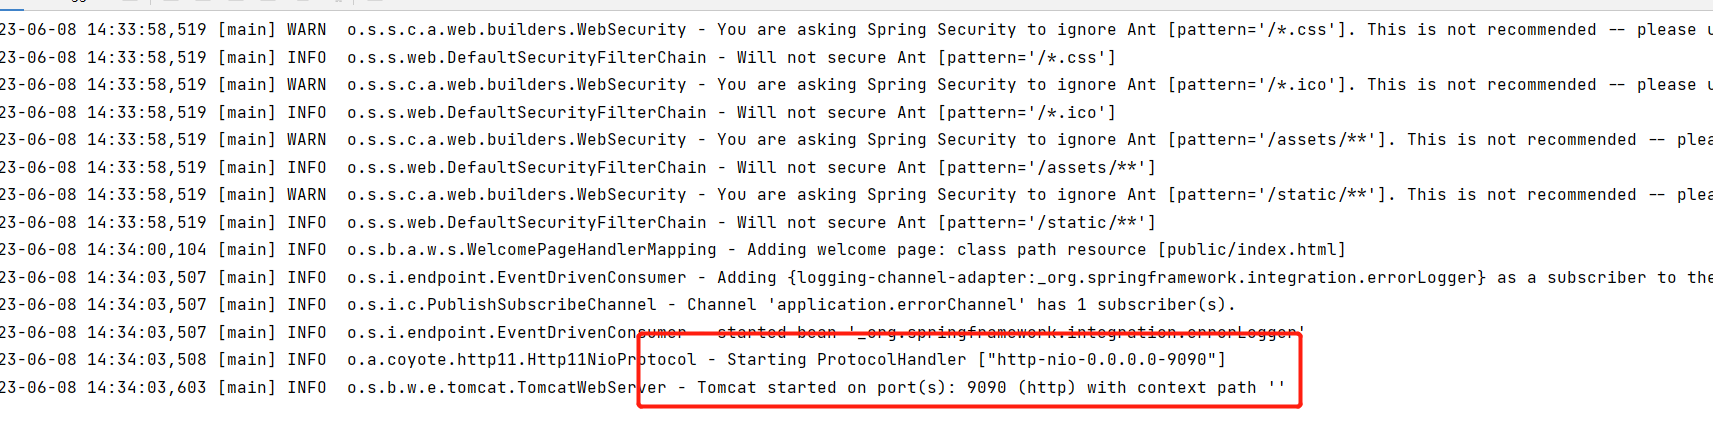 23-06-08 14:33:58,519 [main] WARN  o.s.s.c.a.web.builders.WebSecurity - You are asking Spring Security to ignore Ant [pattern='/*.css']. This is not recommended -- please u
23-06-08 14:33:58,519 [main] INFO  o.s.s.web.DefaultSecurityFilterChain - Will not secure Ant [pattern='/*.css']
23-06-08 14:33:58,519 [main] WARN  o.s.s.c.a.web.builders.WebSecurity - You are asking Spring Security to ignore Ant [pattern='/*.ico']. This is not recommended -- please u
23-06-08 14:33:58,519 [main] INFO  o.s.s.web.DefaultSecurityFilterChain - Will not secure Ant [pattern='/*.ico']
23-06-08 14:33:58,519 [main] WARN  o.s.s.c.a.web.builders.WebSecurity - You are asking Spring Security to ignore Ant [pattern='/assets/**']. This is not recommended -- plea
23-06-08 14:33:58,519 [main] INFO  o.s.s.web.DefaultSecurityFilterChain - Will not secure Ant [pattern='/assets/**']
23-06-08 14:33:58,519 [main] WARN  o.s.s.c.a.web.builders.WebSecurity - You are asking Spring Security to ignore Ant [pattern='/static/**']. This is not recommended -- plea
23-06-08 14:33:58,519 [main] INFO  o.s.s.web.DefaultSecurityFilterChain - Will not secure Ant [pattern='/static/**']
23-06-08 14:34:00,104 [main] INFO  o.s.b.a.w.s.WelcomePageHandlerMapping - Adding welcome page: class path resource [public/index.html]
23-06-08 14:34:03,507 [main] INFO  o.s.i.endpoint.EventDrivenConsumer - Adding {logging-channel-adapter:_org.springframework.integration.errorLogger} as a subscriber to the
23-06-08 14:34:03,507 [main] INFO  o.s.i.c.PublishSubscribeChannel - Channel 'application.errorChannel' has 1 subscriber(s).
23-06-08 14:34:03,507 [main] INFO  o.s.i.endpoint.EventDrivenConsumer - started bean '_org.springframework.integration.errorLogger'
23-06-08 14:34:03,508 [main] INFO  o.a.coyote.http11.Http11NioProtocol - Starting ProtocolHandler ["http-nio-0.0.0.0-9090"]
23-06-08 14:34:03,603 [main] INFO  o.s.b.w.e.tomcat.TomcatWebServer - Tomcat started on port(s): 9090 (http) with context path ''